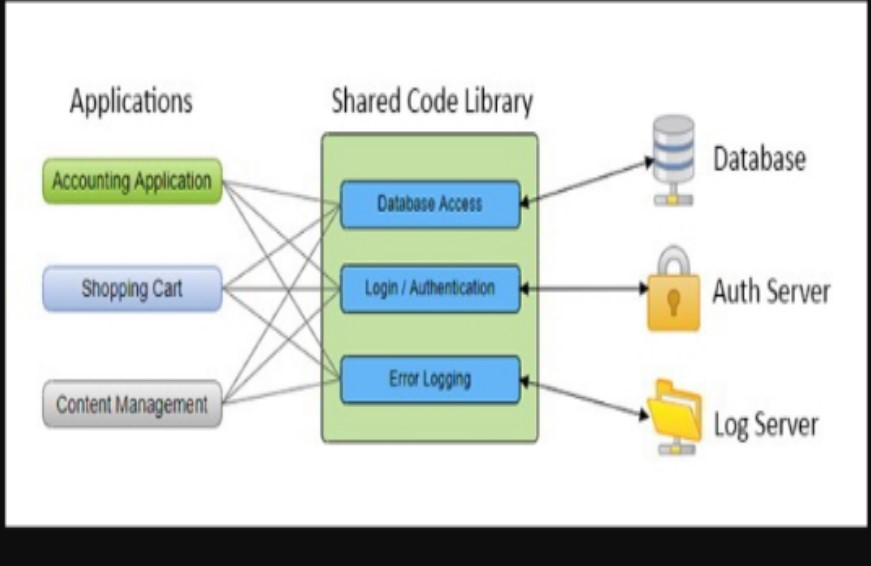 Applications
Shared Code Library
Accounting Application
Shopping Cart
Content Management
Database Access
Login / Authentication
Error Logging
Database
Auth Server
Log Server